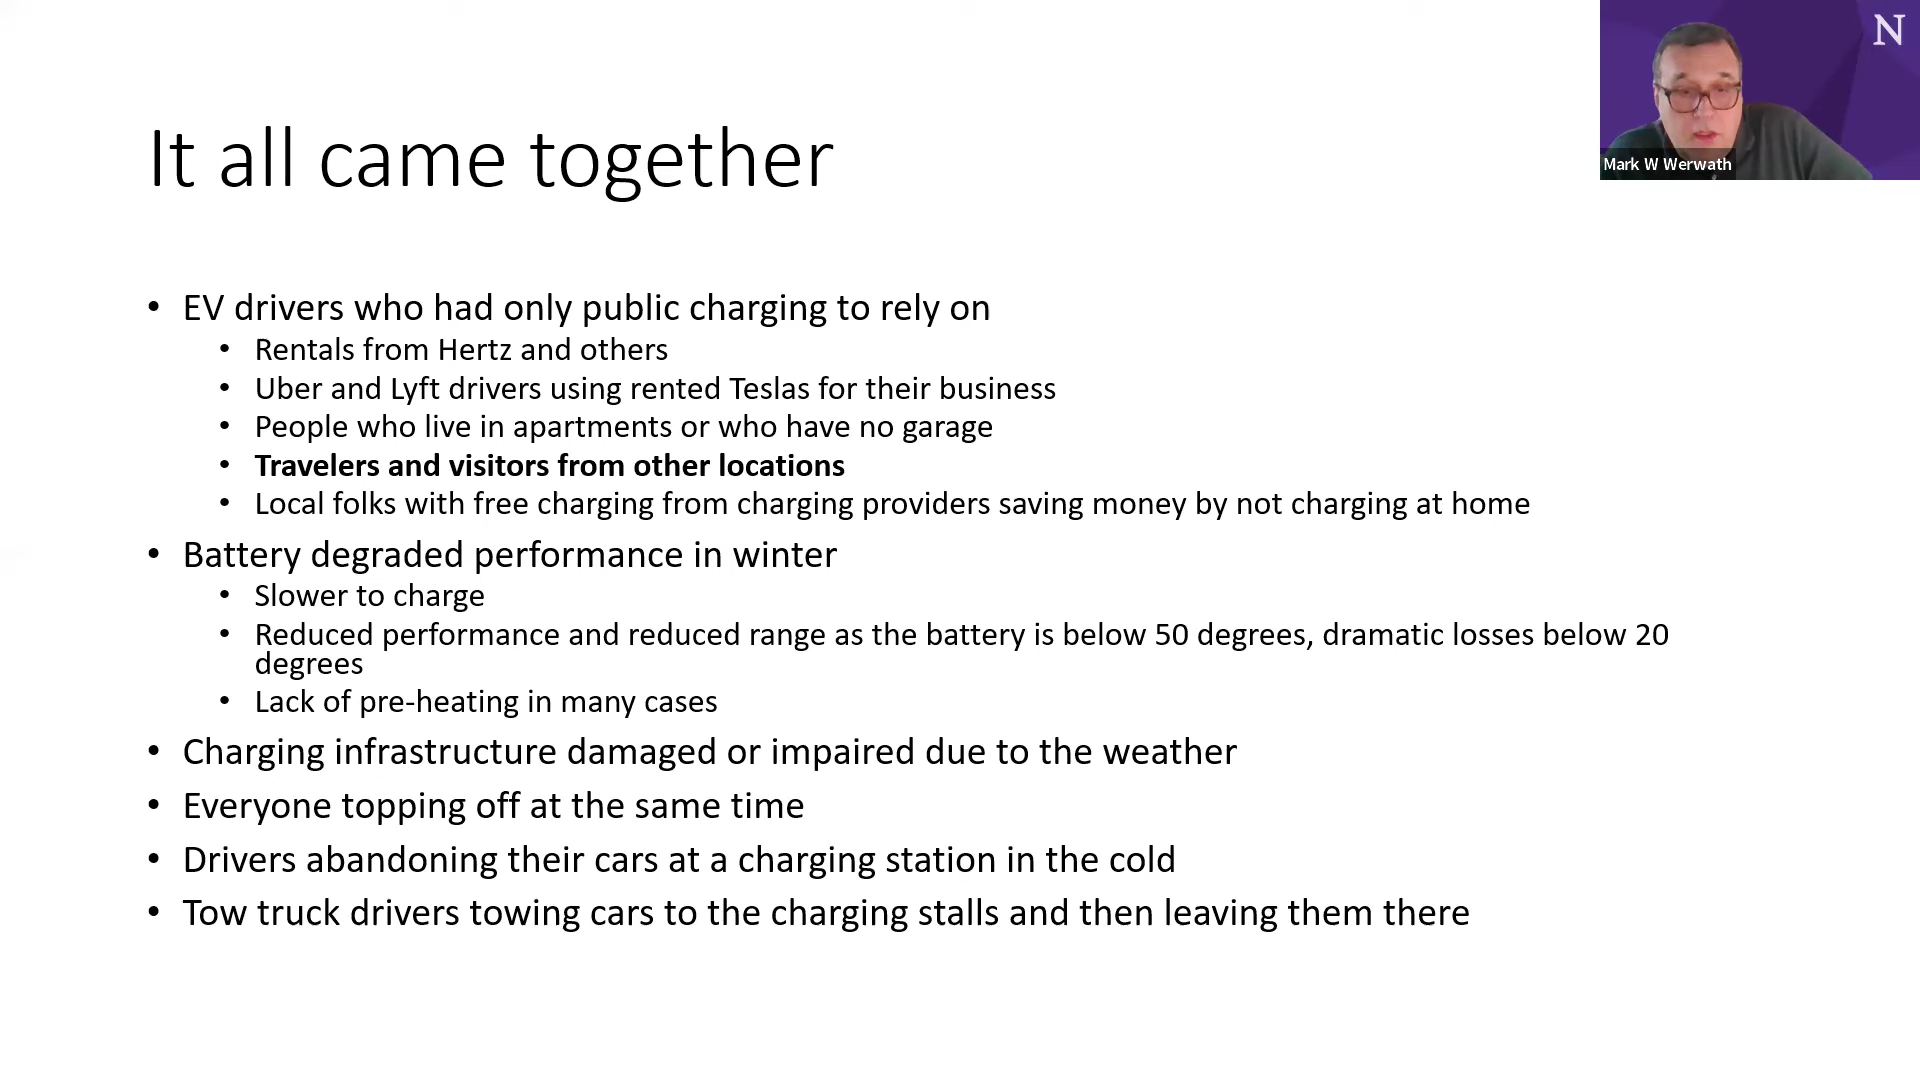 N
Mark W Werwath
It all came together
• EV drivers who had only public charging to rely on
• Rentals from Hertz and others
• Uber and Lyft drivers using rented Teslas for their business
• People who live in apartments or who have no garage
• Travelers and visitors from other locations
• Local folks with free charging from charging providers saving money by not charging at home
• Battery degraded performance in winter
• Slower to charge
• Reduced performance and reduced range as the battery is below 50 degrees, dramatic losses below 20
degrees
• Lack of pre-heating in many cases
• Charging infrastructure damaged or impaired due to the weather
• Everyone topping off at the same time
• Drivers abandoning their cars at a charging station in the cold
• Tow truck drivers towing cars to the charging stalls and then leaving them there